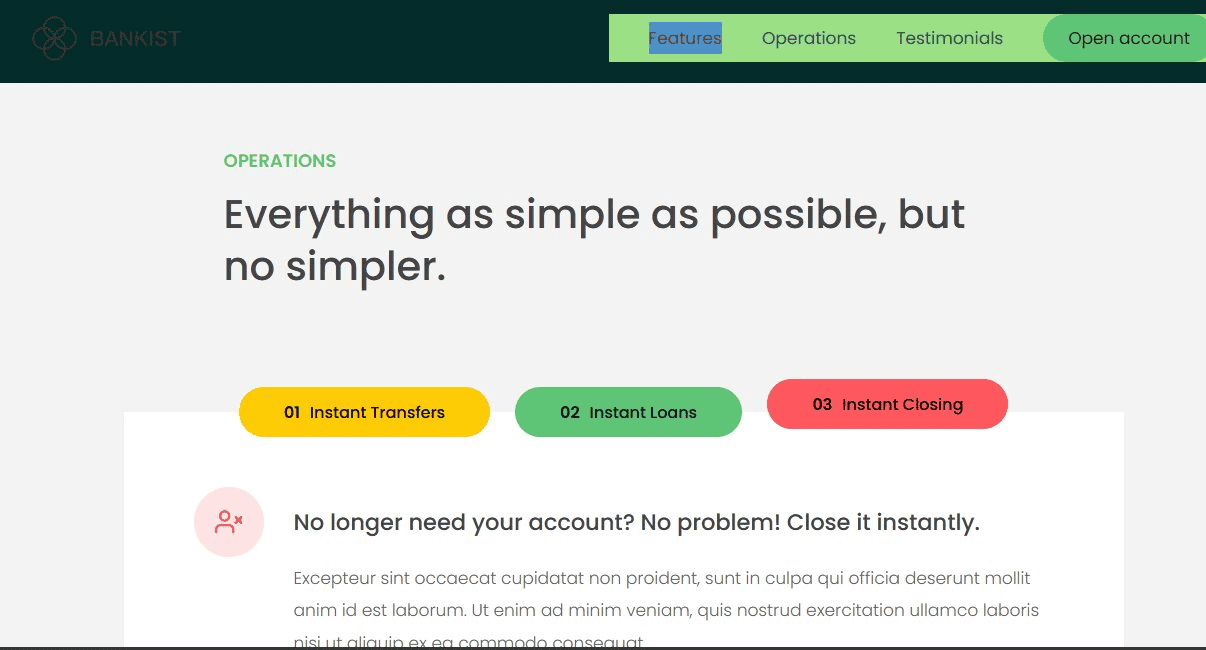 BANKIST
Features Operations Testimonials Open account
OPERATIONS
Everything as simple as possible, but
no simpler.
01 Instant Transfers
02 Instant Loans
03 Instant Closing
No longer need your account? No problem! Close it instantly.
Excepteur sint occaecat cupidatat non proident, sunt in culpa qui officia deserunt mollit
anim id est laborum. Ut enim ad minim veniam, quis nostrud exercitation ullamco laboris
nisi ut aliquip ex ea commodo consequat.